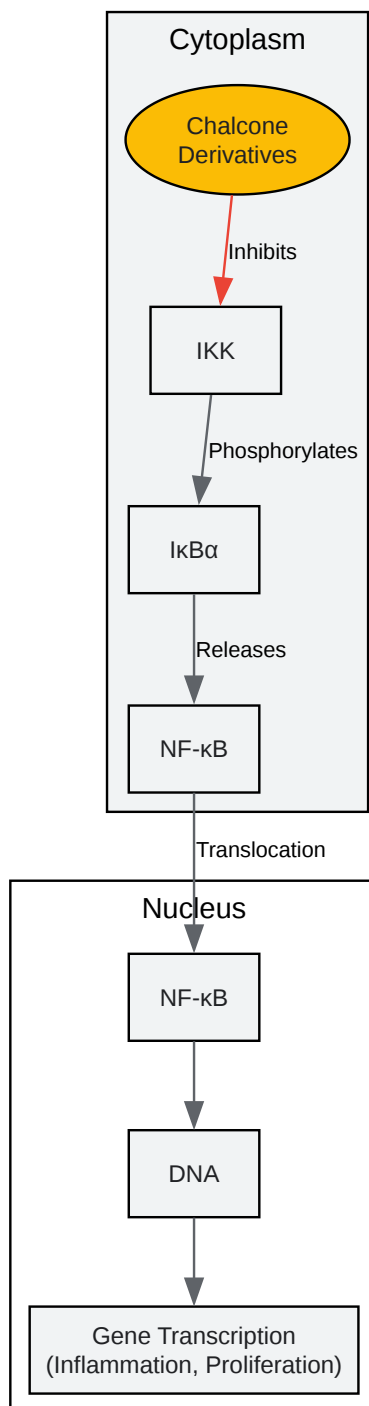 Cytoplasm
Chalcone
Derivatives
Inhibits
IKK
Phosphorylates
IκBα
Releases
NF-κB
Translocation
Nucleus
NF-κB
DNA
Gene Transcription
(Inflammation, Proliferation)